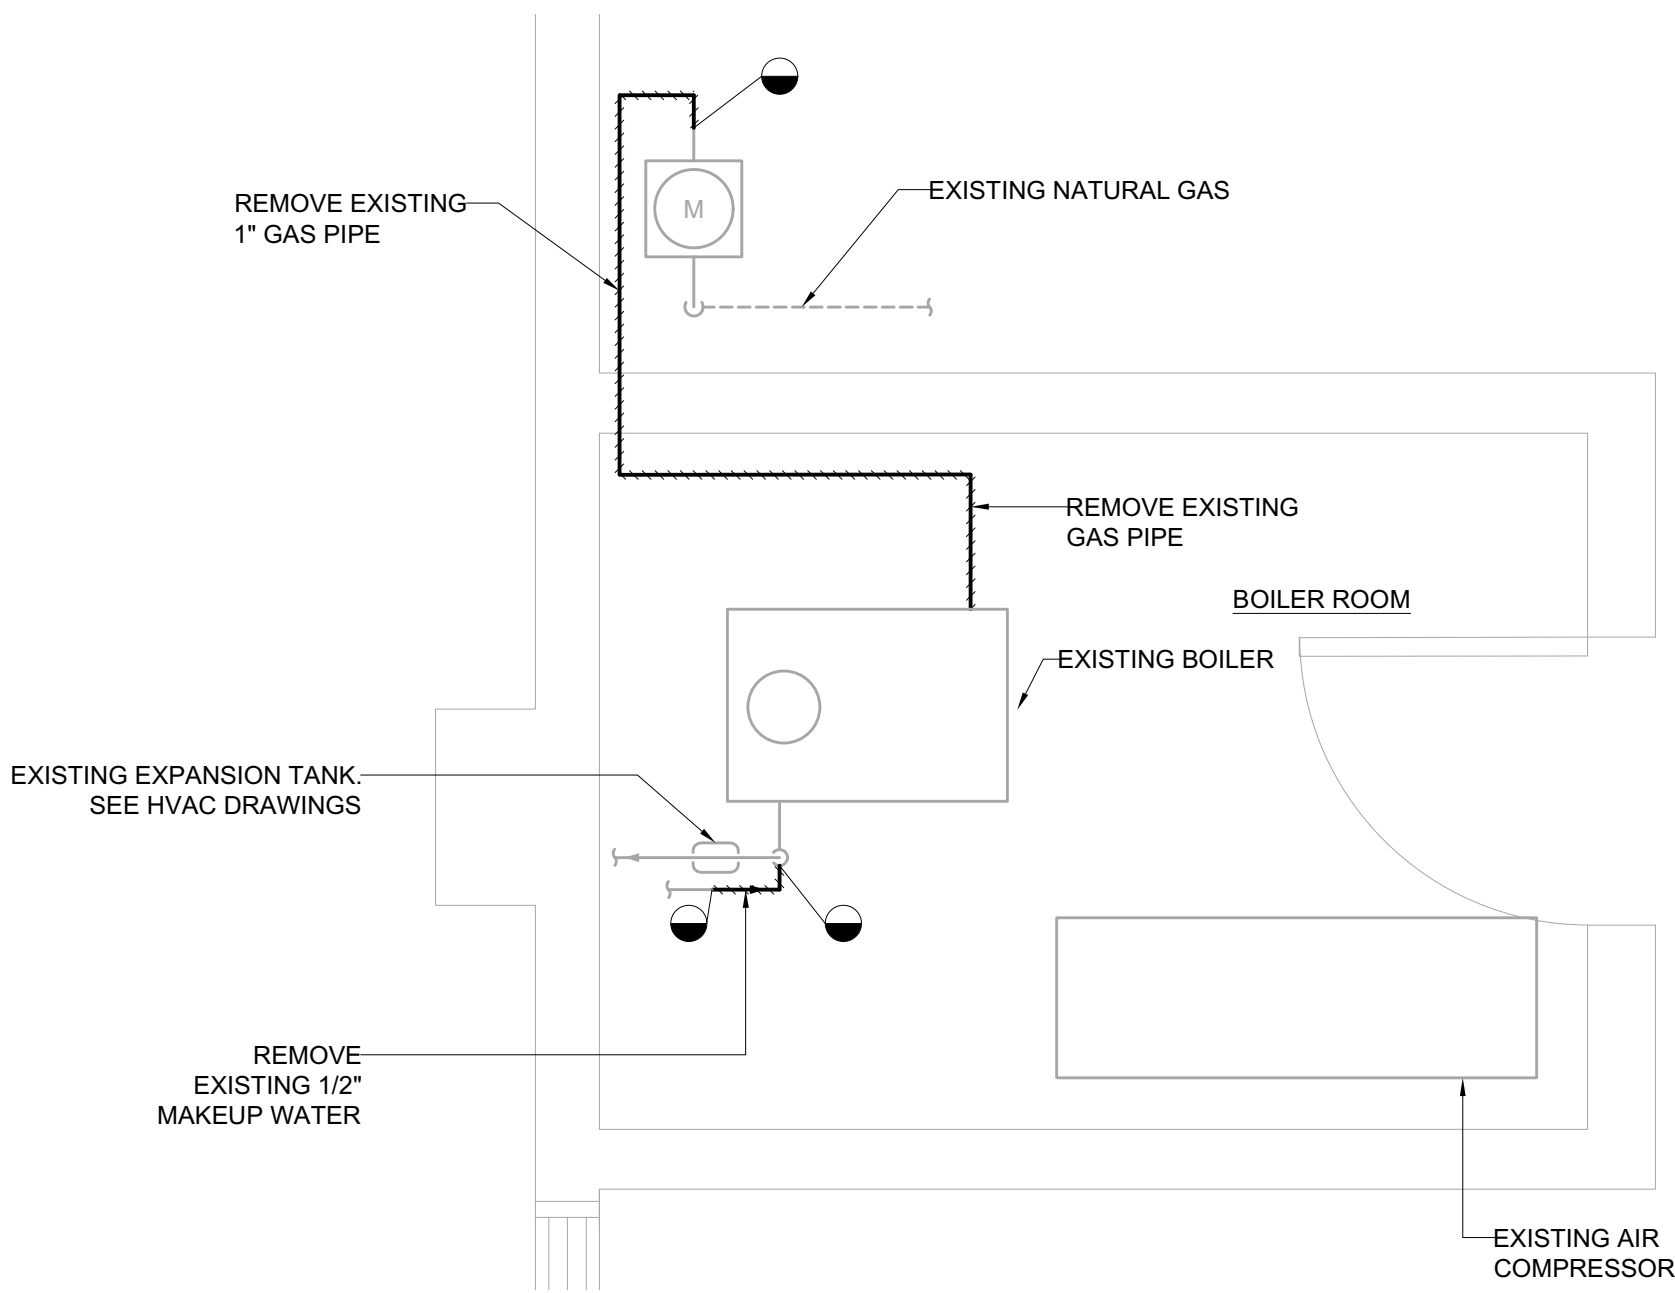 REMOVE EXISTING
1" GAS PIPE
M
EXISTING NATURAL GAS
REMOVE EXISTING
GAS PIPE
BOILER ROOM
EXISTING BOILER
EXISTING EXPANSION TANK.
SEE HVAC DRAWINGS
REMOVE
EXISTING 1/2"
MAKEUP WATER
EXISTING AIR
COMPRESSOR